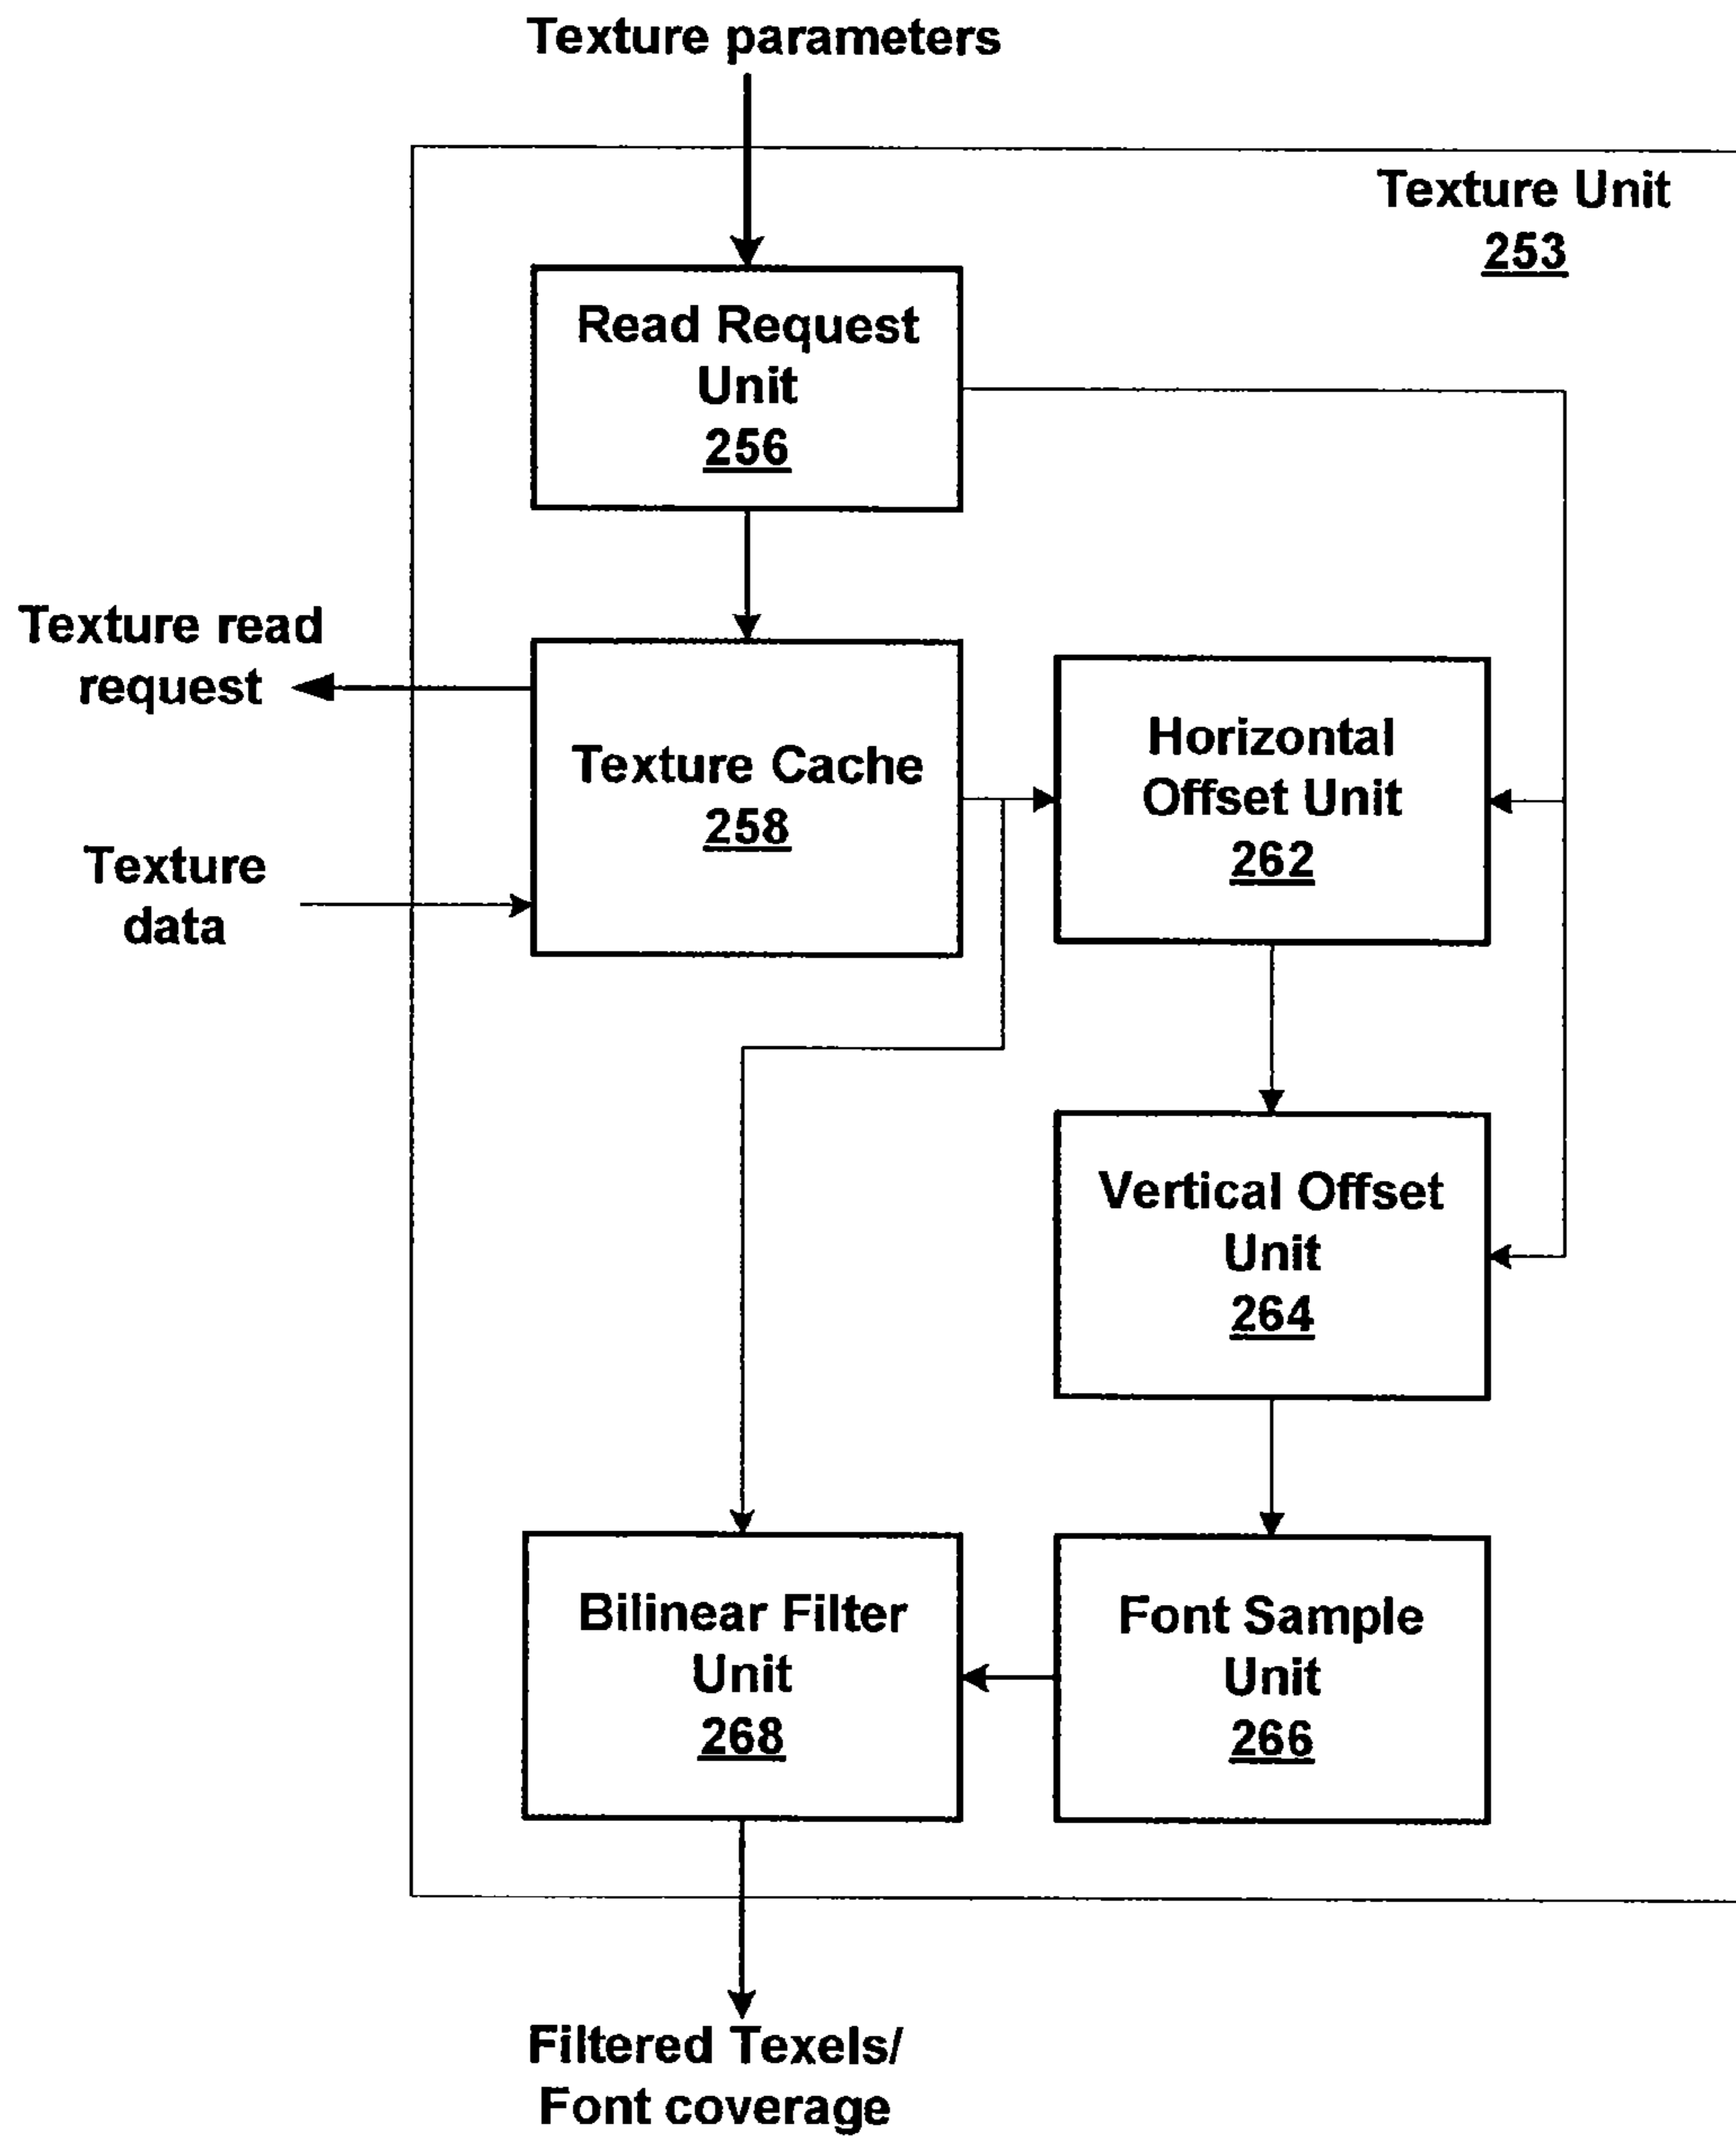 Texture parameters
Texture Unit
253
Read Request
Unit
256
Texture read
request
Texture Cache
258
Horizontal
Offset Unit
262
Texture
data
Vertical Offset
Unit
264
Bilinear Filter
Unit
268
Font Sample
Unit
266
Filtered Texels/
Font coverage